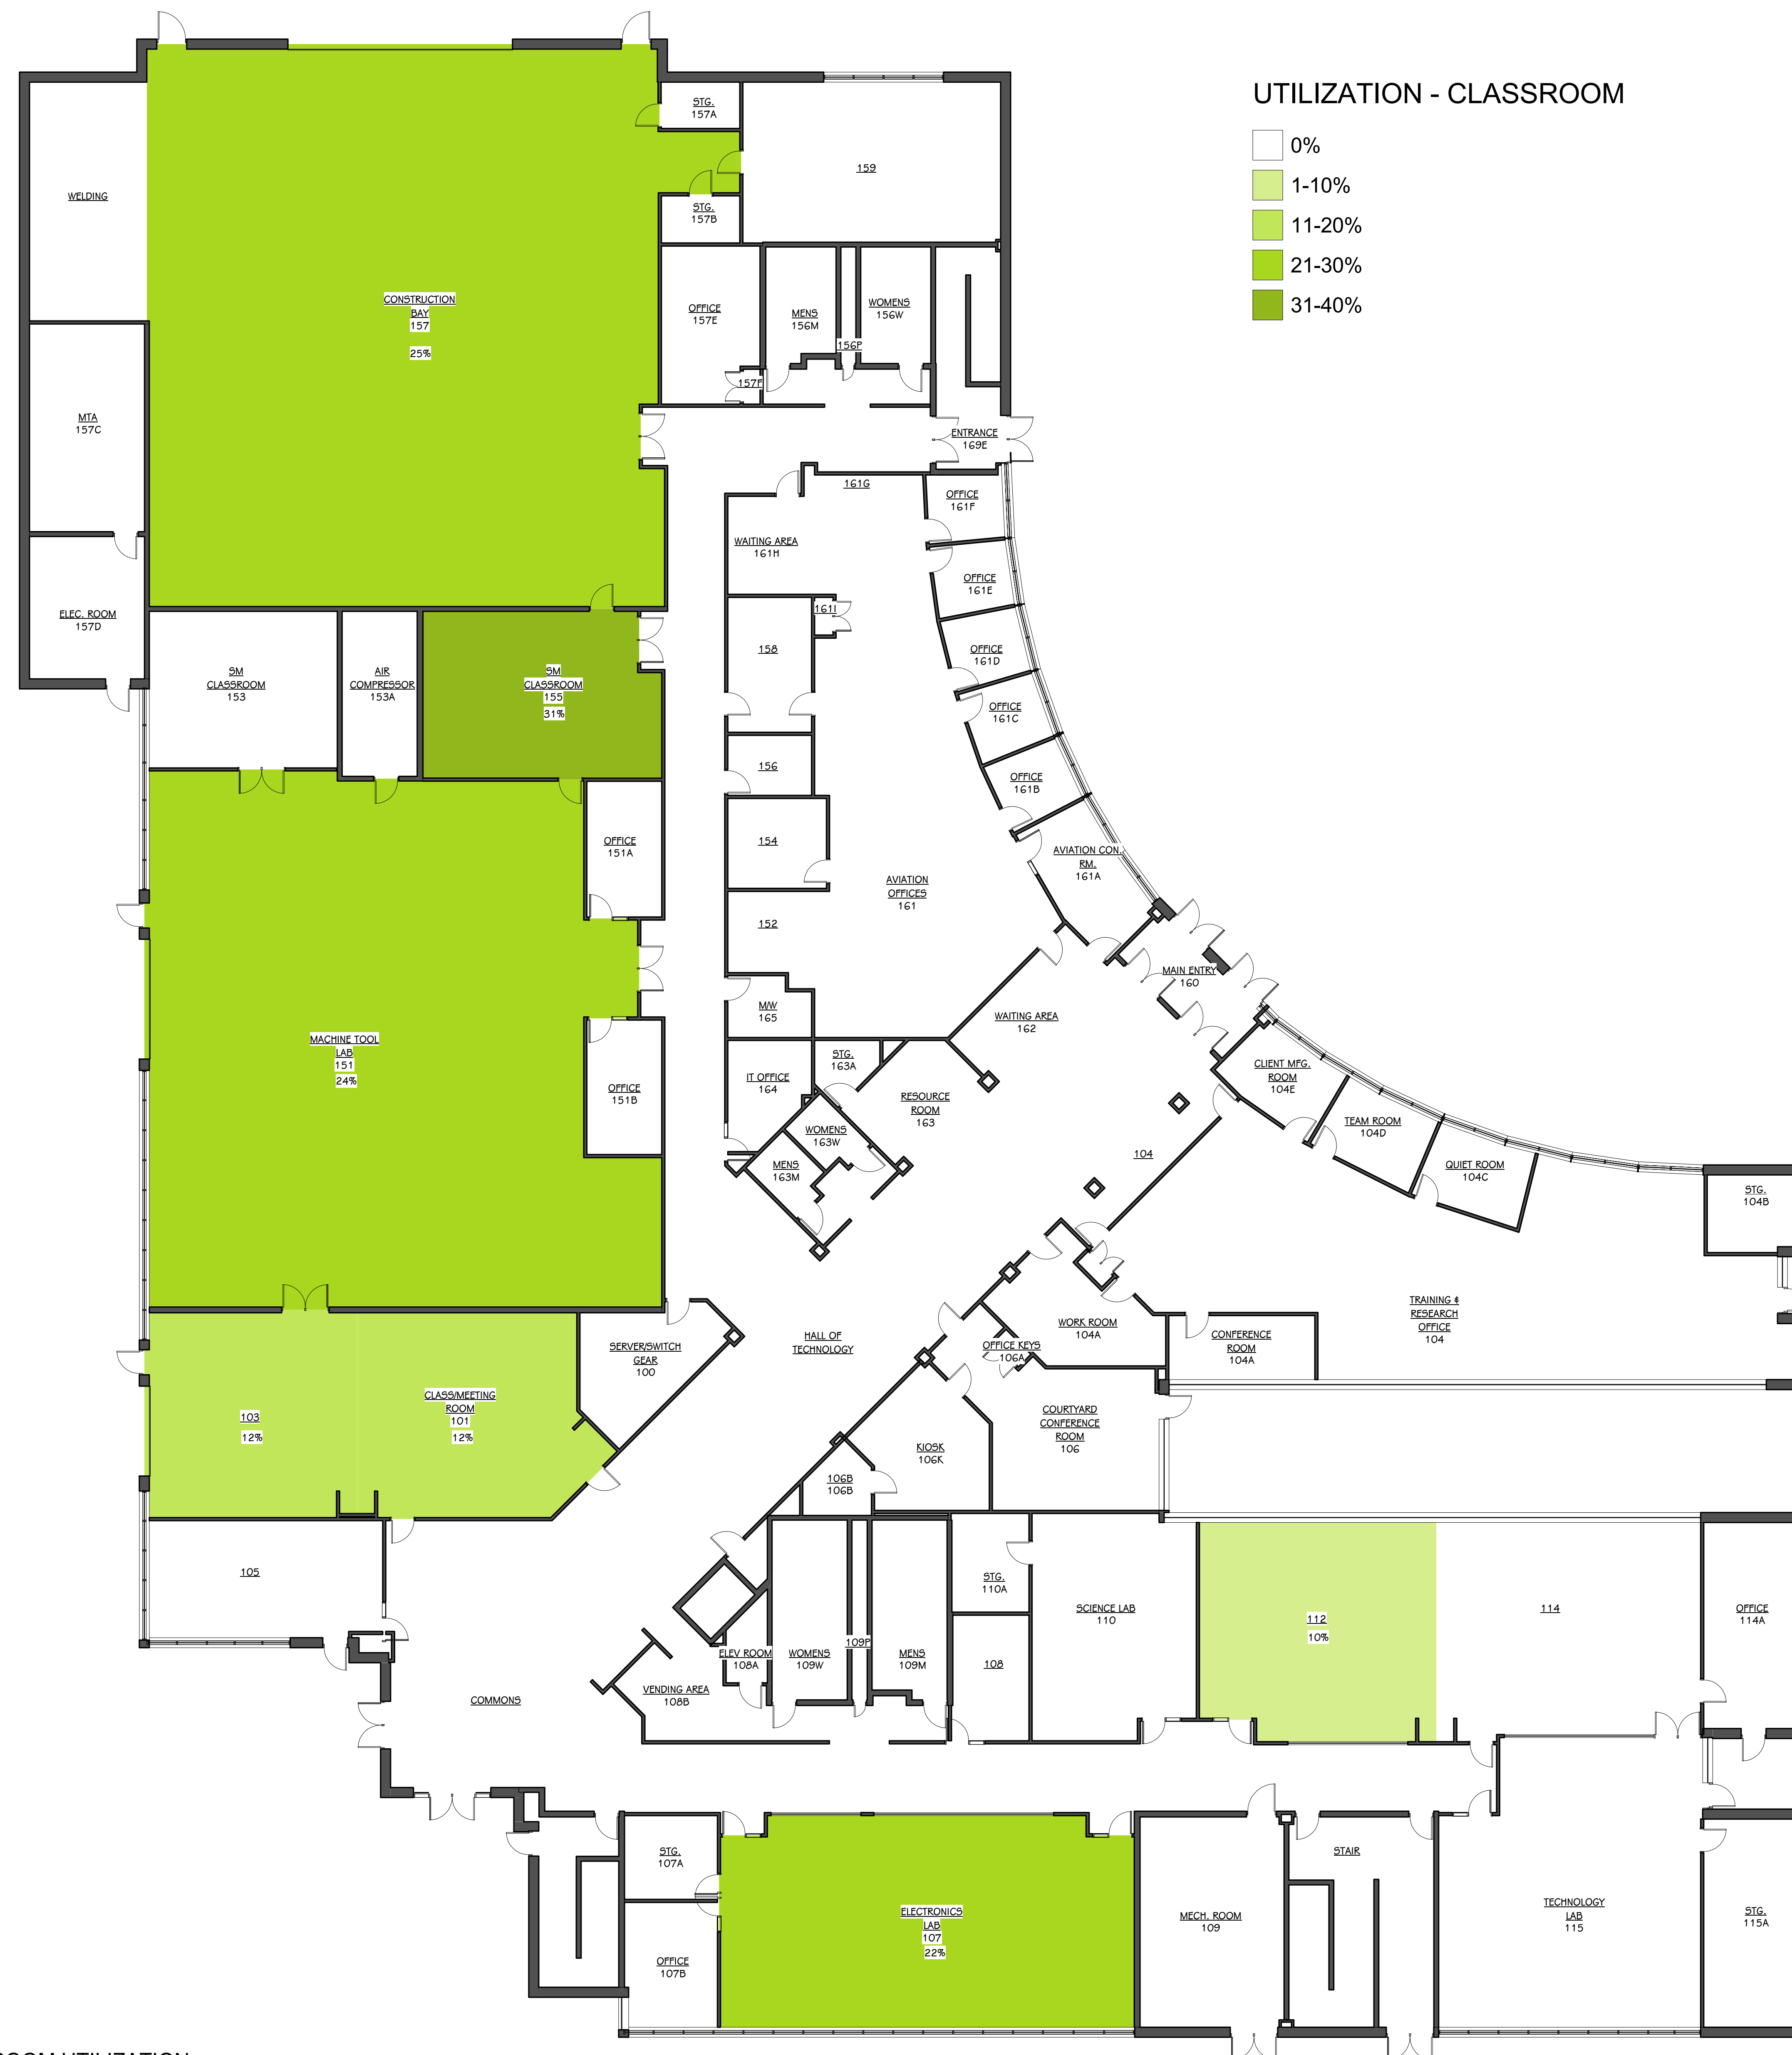 UTILIZATION - CLASSROOM
0%
1-10%
11-20%
21-30%
31-40%
STG.
157A
159
WELDING
STG.
157B
CONSTRUCTION
BAY
157
25%
OFFICE
157E
MENS
156M
WOMENS
156W
156P
157F
MTA
157C
ENTRANCE
169E
161G
OFFICE
161F
WAITING AREA
161H
OFFICE
161E
ELEC. ROOM
157D
161I
158
OFFICE
161D
SM
CLASSROOM
153
AIR
COMPRESSOR
153A
SM
CLASSROOM
155
31%
OFFICE
161C
156
OFFICE
161B
OFFICE
151A
154
AVIATION CON.
RM.
161A
AVIATION
OFFICES
161
152
MAIN ENTRY
160
M/W
165
WAITING AREA
162
MACHINE TOOL
LAB
151
24%
OFFICE
151B
IT OFFICE
164
STG.
163A
RESOURCE
ROOM
163
CLIENT MFG.
ROOM
104E
WOMENS
163W
TEAM ROOM
104D
MENS
163M
104
QUIET ROOM
104C
STG.
104B
TRAINING &
RESEARCH
OFFICE
104
SERVER/SWITCH
GEAR
100
HALL OF
TECHNOLOGY
WORK ROOM
104A
OFFICE KEYS
106A
CONFERENCE
ROOM
104A
103
12%
CLASS/MEETING
ROOM
101
12%
COURTYARD
CONFERENCE
ROOM
106
KIOSK
106K
106B
106B
105
STG.
110A
SCIENCE LAB
110
112
10%
114
OFFICE
114A
ELEV ROOM
108A
WOMENS
109W
109P
MENS
109M
108
VENDING AREA
108B
COMMONS
STG.
107A
STAIR
ELECTRONICS
LAB
107
22%
MECH. ROOM
109
TECHNOLOGY
LAB
115
STG.
115A
OFFICE
107B
UTILIZATION